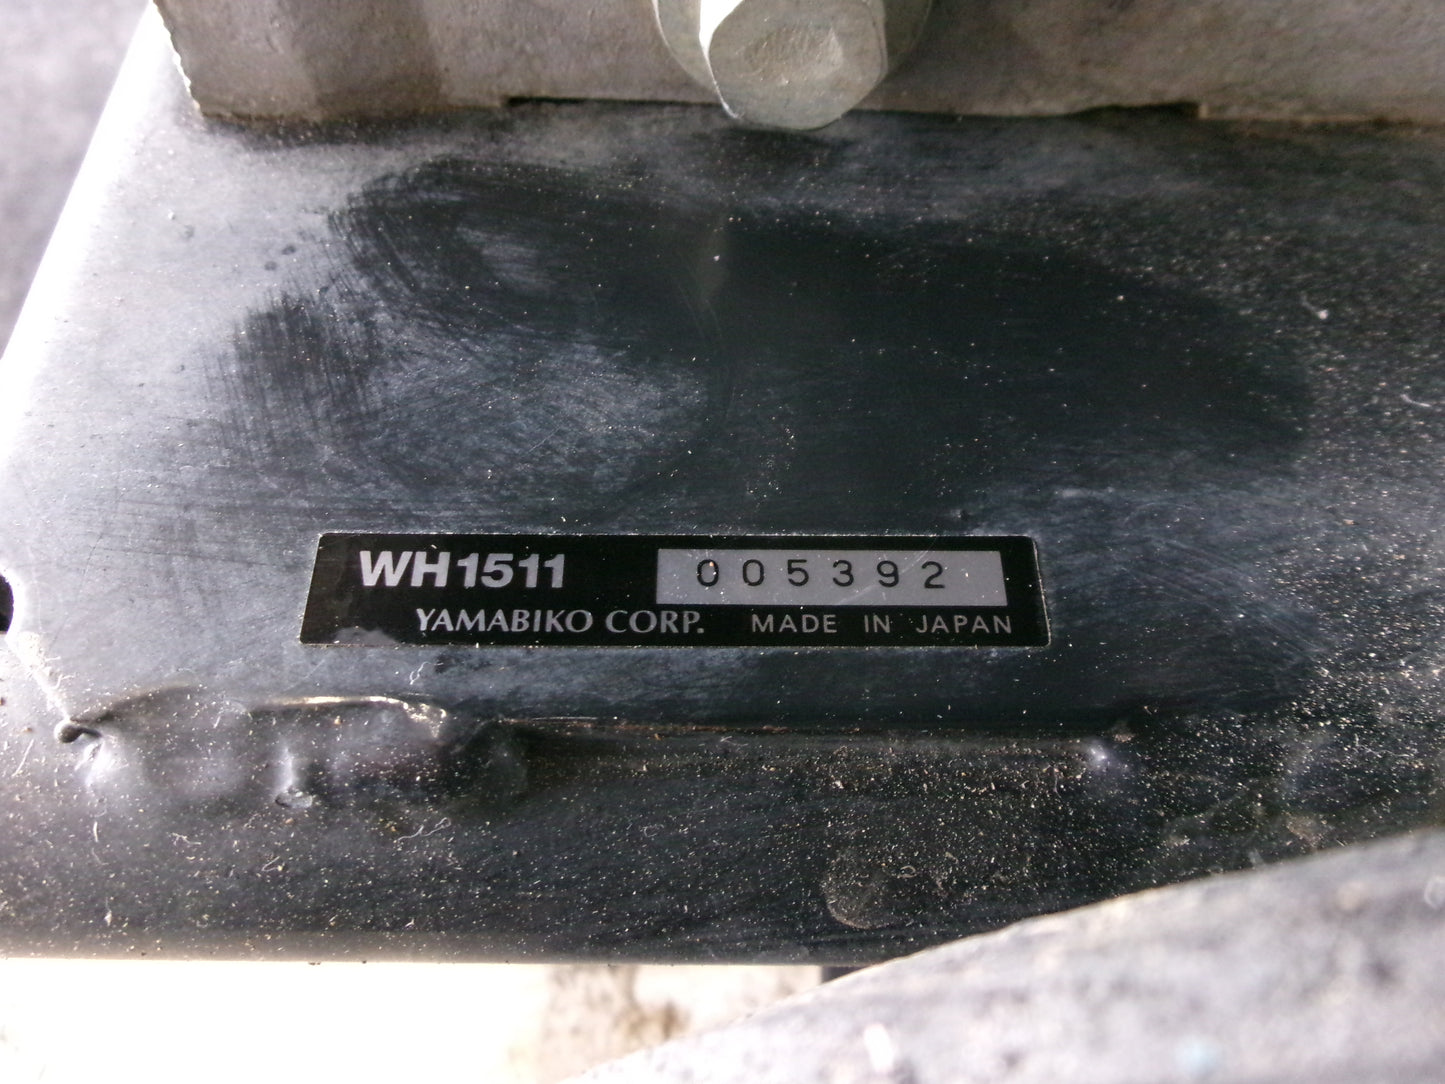 WH1511 005392
YAMABIKO CORP. MADE IN JAPAN